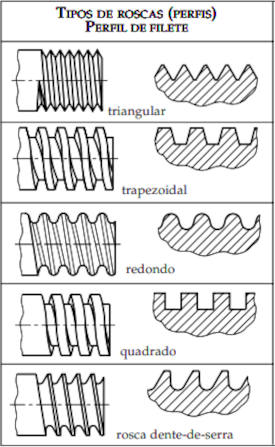 TIPOS DE ROSCAS (PERFIS)
PERFIL DE FILETE
triangular
trapezoidal
redondo
quadrado
rosca dente-de-serra